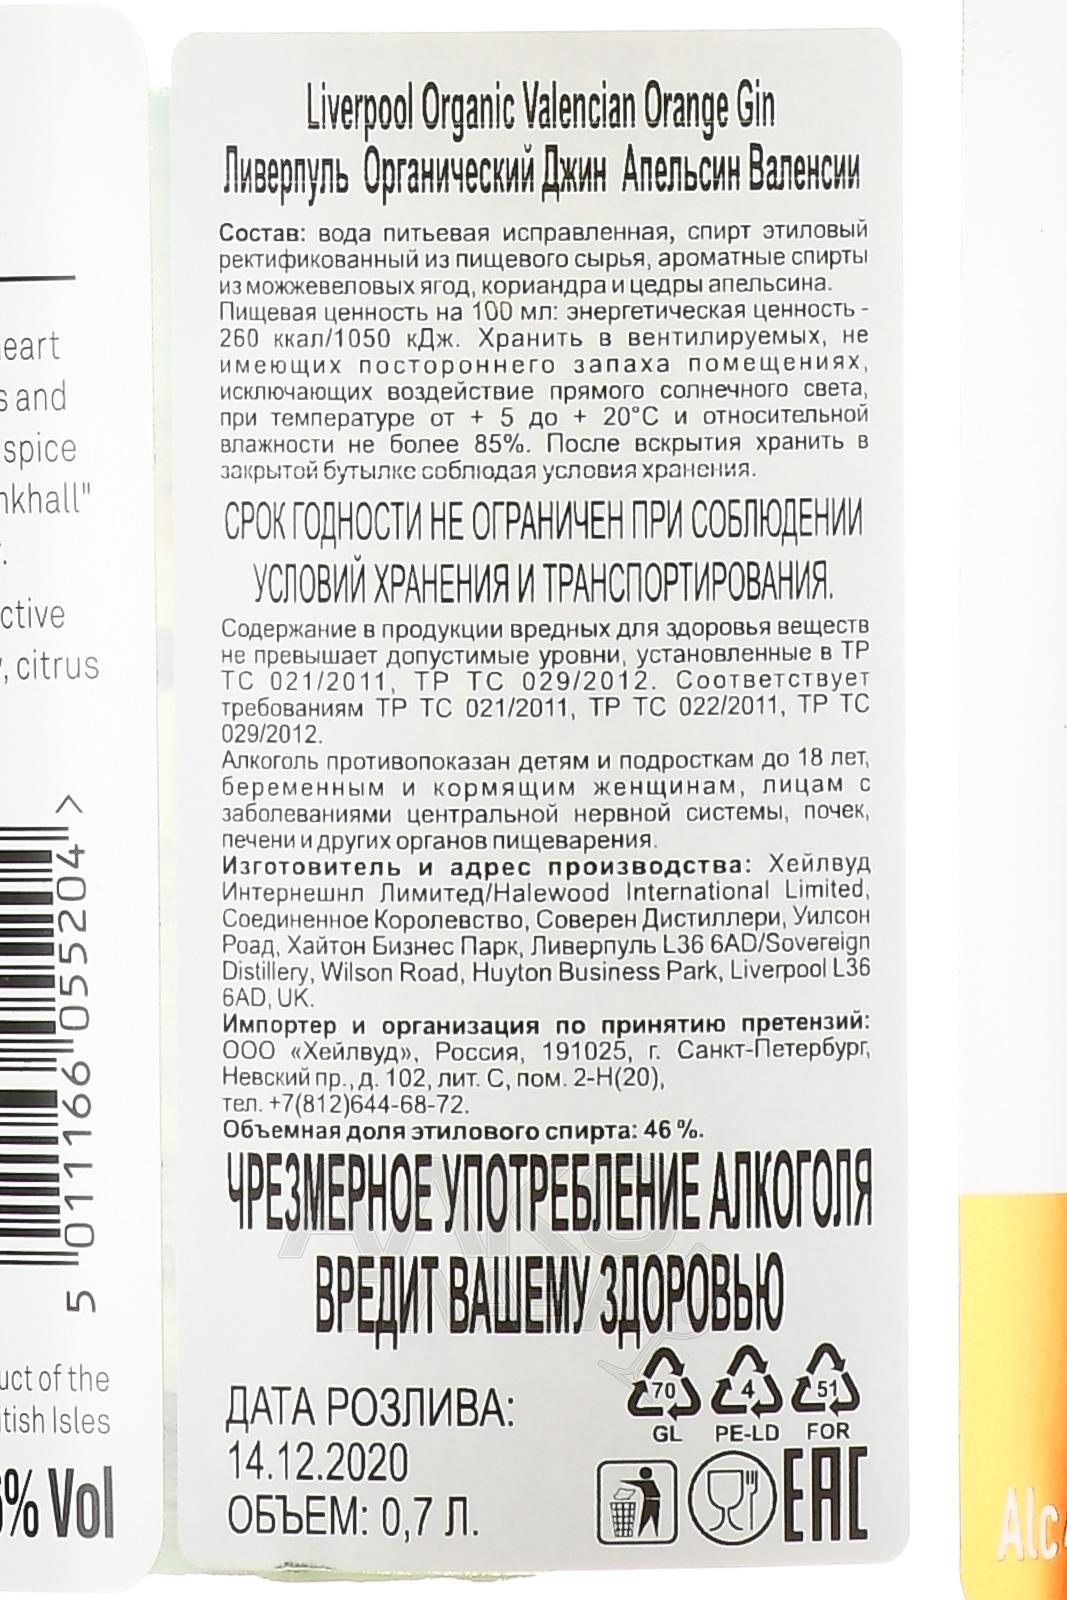 Liverpool Organic Valencian Orange Gin
Ливерпуль Органический Джин Апельсин Валенсии
Состав: вода питьевая исправленная, спирт этиловый
ректификованный из пищевого сырья, ароматные спирты
из можжевеловых ягод, кориандра и цедры апельсина.
Пищевая ценность на 100 мл: энергетическая ценность -
260 ккал/1050 кДж. Хранить в вентилируемых, не
имеющих постороннего запаха помещениях,
исключающих воздействие прямого солнечного света,
при температуре от + 5 до + 20°С и относительной
влажности не более 85%. После вскрытия хранить в
закрытой бутылке соблюдая условия хранения.
СРОК ГОДНОСТИ НЕ ОГРАНИЧЕН ПРИ СОБЛЮДЕНИИ
УСЛОВИЙ ХРАНЕНИЯ И ТРАНСПОРТИРОВАНИЯ.
Содержание в продукции вредных для здоровья веществ
не превышает допустимые уровни, установленные в ТР
ТС 021/2011, ТР ТС 029/2012. Соответствует
требованиям ТР ТС 021/2011, ТР ТС 022/2011, ТР ТС
029/2012.
Алкоголь противопоказан детям и подросткам до 18 лет,
беременным и кормящим женщинам, лицам с
заболеваниями центральной нервной системы, почек,
печени и других органов пищеварения.
Изготовитель и адрес производства: Хейлвуд
Интернешнл Лимитед/Halewood International Limited,
Соединенное Королевство, Соверен Дистиллери, Уилсон
Роад, Хайтон Бизнес Парк, Ливерпуль L36 6AD/Sovereign
Distillery, Wilson Road, Huyton Business Park, Liverpool L36
6AD, UK.
Импортер и организация по принятию претензий:
ООО «Хейлвуд», Россия, 191025, г. Санкт-Петербург,
Невский пр., д. 102, лит. С, пом. 2-Н(20),
тел. +7(812)644-68-72.
Объемная доля этилового спирта: 46 %.
ЧРЕЗМЕРНОЕ УПОТРЕБЛЕНИЕ АЛКОГОЛЯ
ВРЕДИТ ВАШЕМУ ЗДОРОВЬЮ
ДАТА РОЗЛИВА:
14.12.2020
ОБЪЕМ: 0,7 Л.
70 4 51
GL PE-LD FOR
EAC
eart
s and
spice
nkhall"
ctive
, citrus
5 011166 055204 >
uct of the
itish Isles
% Vol
Alc